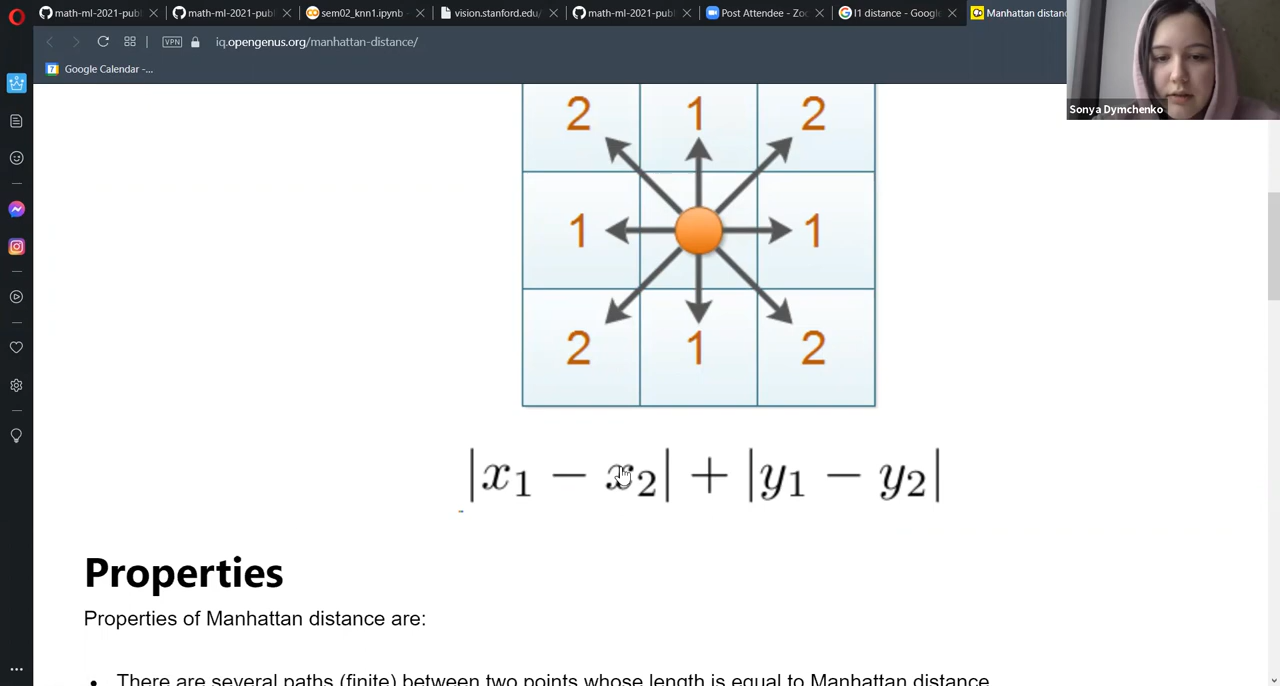 math-ml-2021-publ
math-ml-2021-publ
sem02_knn1.ipynb -
vision.stanford.edu/
math-ml-2021-publ
Post Attendee - Zoo
l1 distance - Google
Manhattan distanc
VPN
iq.opengenus.org/manhattan-distance/
7
Google Calendar -...
Sonya Dymchenko
2 1 2
1 1
2 1 2
|x₁ − x₂| + |y₁ − y₂|
Properties
Properties of Manhattan distance are:
• There are several paths (finite) between two points whose length is equal to Manhattan distance